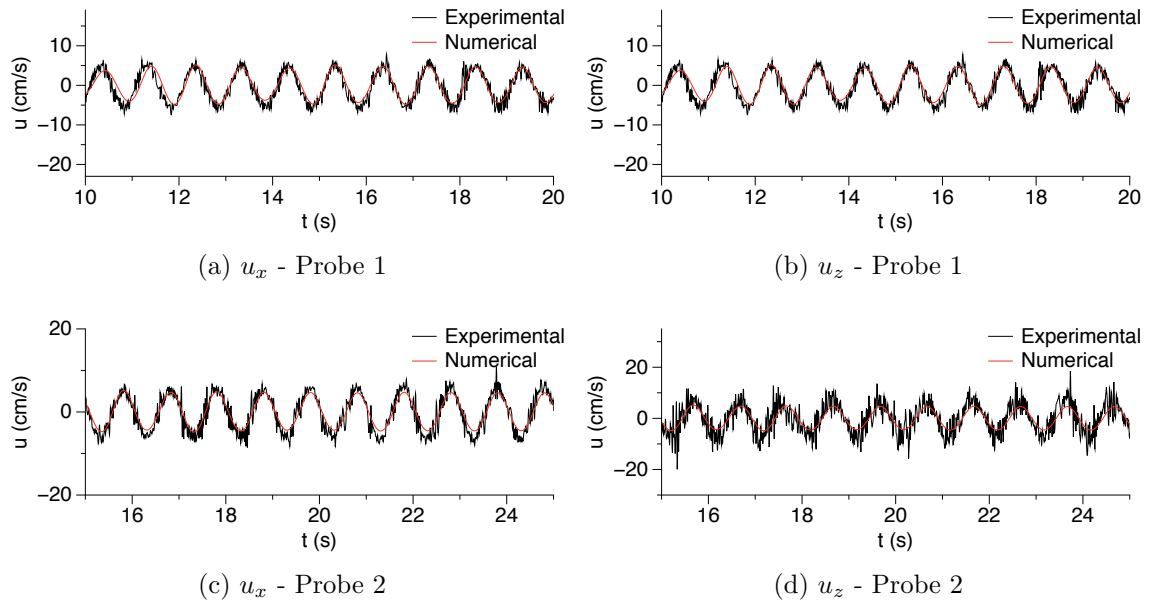 Experimental
Numerical
10
0
−10
−20
u (cm/s)
10 12 14 16 18 20
t (s)
(a) u_x - Probe 1
Experimental
Numerical
10
0
−10
−20
u (cm/s)
10 12 14 16 18 20
t (s)
(b) u_z - Probe 1
Experimental
Numerical
20
0
−20
u (cm/s)
16 18 20 22 24
t (s)
(c) u_x - Probe 2
Experimental
Numerical
20
0
−20
u (cm/s)
16 18 20 22 24
t (s)
(d) u_z - Probe 2